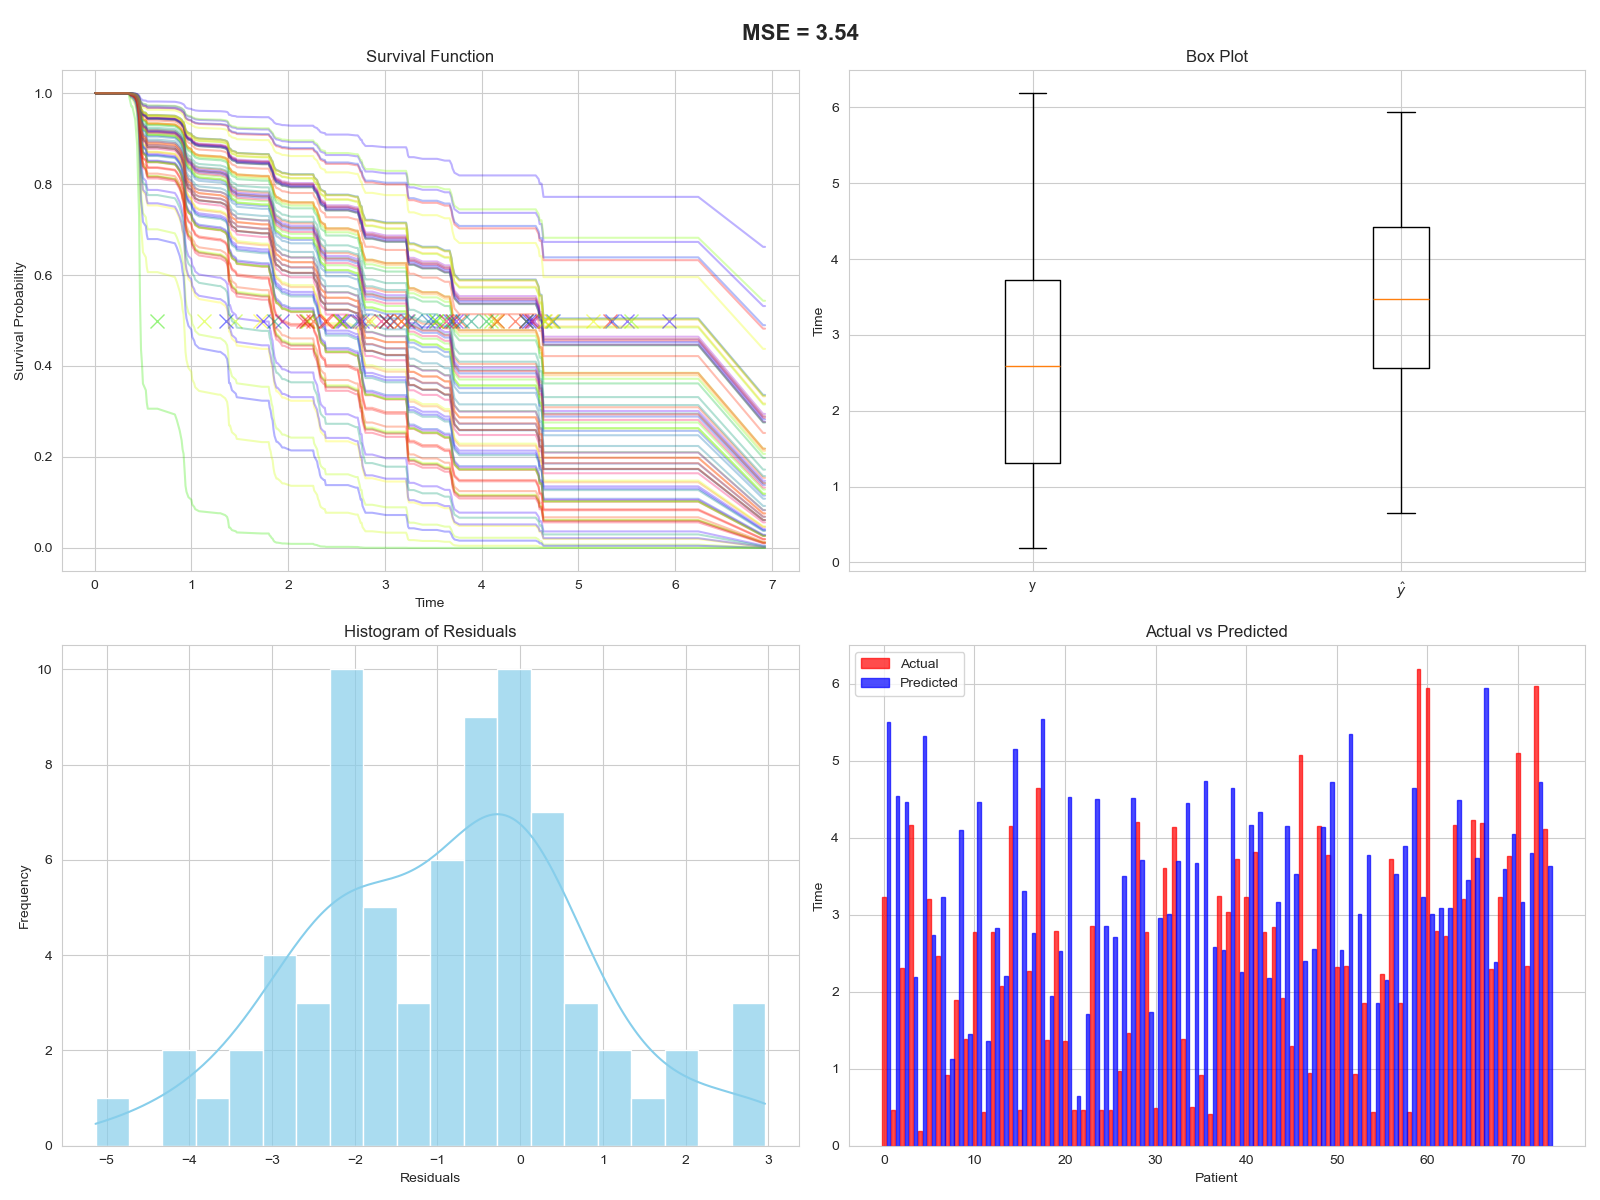 MSE = 3.54
Survival Function
Survival Probability
1.0
0.8
0.6
0.4
0.2
0.0
0 1 2 3 4 5 6 7
Time
Box Plot
Time
6
5
4
3
2
1
0
y ŷ
Histogram of Residuals
Frequency
10
8
6
4
2
0
−5 −4 −3 −2 −1 0 1 2 3
Residuals
Actual vs Predicted
Actual
Predicted
Time
6
5
4
3
2
1
0
0 10 20 30 40 50 60 70
Patient